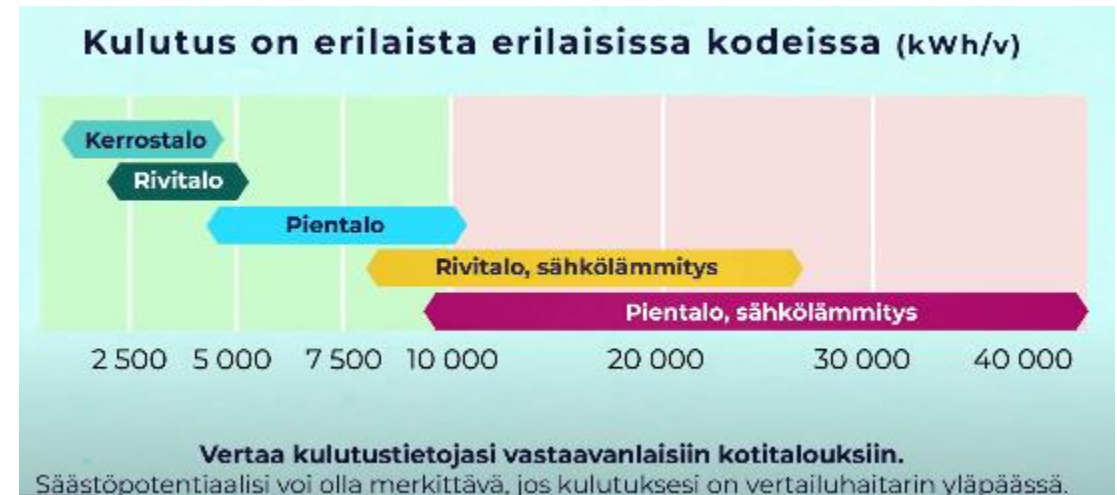 Kulutus on erilaista erilaisissa kodeissa (kWh/v)
Kerrostalo
Rivitalo
Pientalo
Rivitalo, sähkölämmitys
Pientalo, sähkölämmitys
2 500 5 000 7 500 10 000 20 000 30 000 40 000
Vertaa kulutustietojasi vastaavanlaisiin kotitalouksiin.
Säästöpotentiaalisi voi olla merkittävä, jos kulutuksesi on vertailuhaitarin yläpäässä.